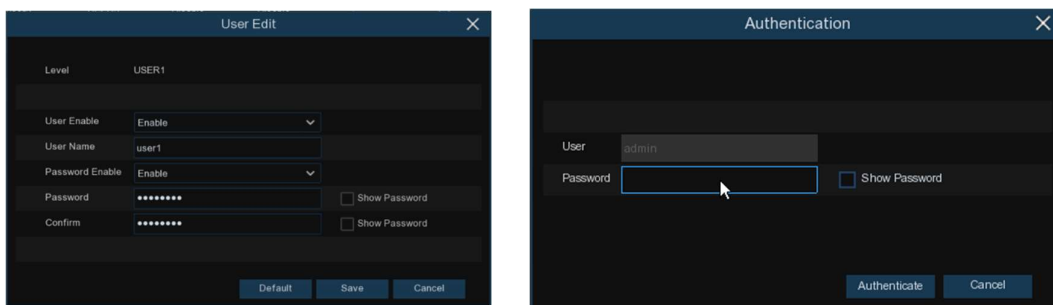 User Edit
Level USER1
User Enable Enable
User Name user1
Password Enable Enable
Password •••••••• Show Password
Confirm •••••••• Show Password
Default Save Cancel
Authentication
User admin
Password Show Password
Authenticate Cancel